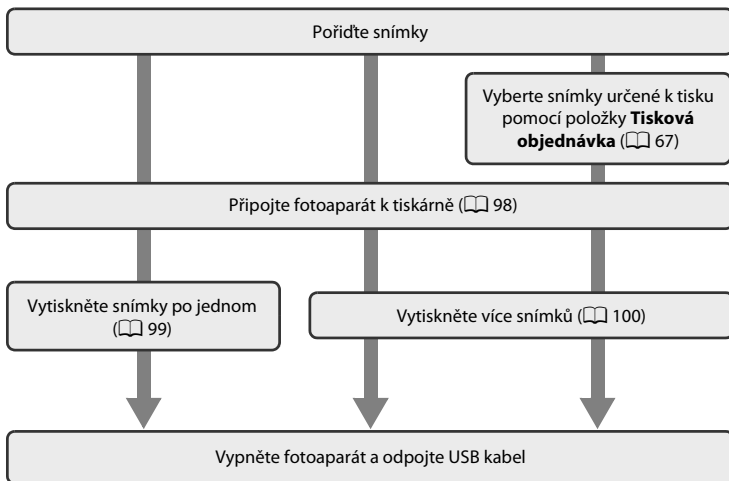 Pořiďte snímky
Vyberte snímky určené k tisku
pomocí položky Tisková
objednávka (📖 67)
Připojte fotoaparát k tiskárně (📖 98)
Vytiskněte snímky po jednom
(📖 99)
Vytiskněte více snímků (📖 100)
Vypněte fotoaparát a odpojte USB kabel